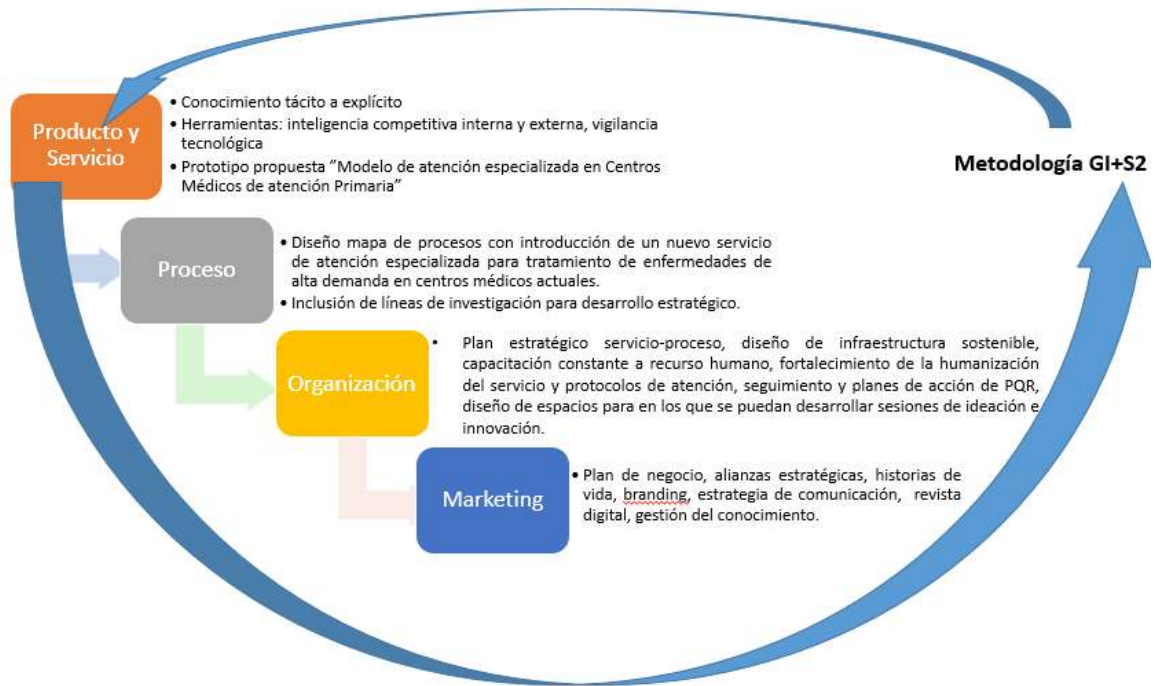 Producto y
Servicio
• Conocimiento tácito a explícito
• Herramientas: inteligencia competitiva interna y externa, vigilancia
tecnológica
• Prototipo propuesta ”Modelo de atención especializada en Centros
Médicos de atención Primaria”
Metodología GI+S2
Proceso
• Diseño mapa de procesos con introducción de un nuevo servicio
de atención especializada para tratamiento de enfermedades de
alta demanda en centros médicos actuales.
• Inclusión de líneas de investigación para desarrollo estratégico.
Organización
• Plan estratégico servicio-proceso, diseño de infraestructura sostenible,
capacitación constante a recurso humano, fortalecimiento de la humanización
del servicio y protocolos de atención, seguimiento y planes de acción de PQR,
diseño de espacios para en los que se puedan desarrollar sesiones de ideación e
innovación.
Marketing
• Plan de negocio, alianzas estratégicas, historias de
vida, branding, estrategia de comunicación, revista
digital, gestión del conocimiento.